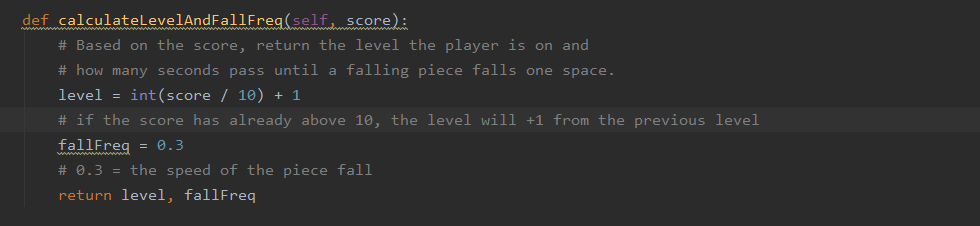 def calculateLevelAndFallFreq(self, score):
# Based on the score, return the level the player is on and
# how many seconds pass until a falling piece falls one space.
level = int(score / 10) + 1
# if the score has already above 10, the level will +1 from the previous level
fallFreq = 0.3
# 0.3 = the speed of the piece fall
return level, fallFreq